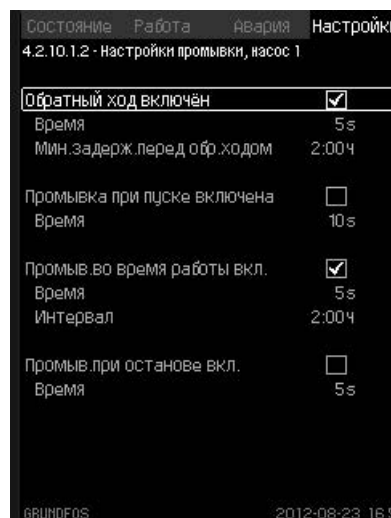 Состояние Работа Авария Настройки
4.2.10.1.2 - Настройки промывки, насос 1
Обратный ход включён
Время 5s
Мин.задерж.перед обр.ходом 2:00ч
Промывка при пуске включена
Время 10s
Промыв.во время работы вкл.
Время 5s
Интервал 2:00ч
Промыв.при останове вкл.
Время 5s
GRUNDFOS 2012-08-23 16: